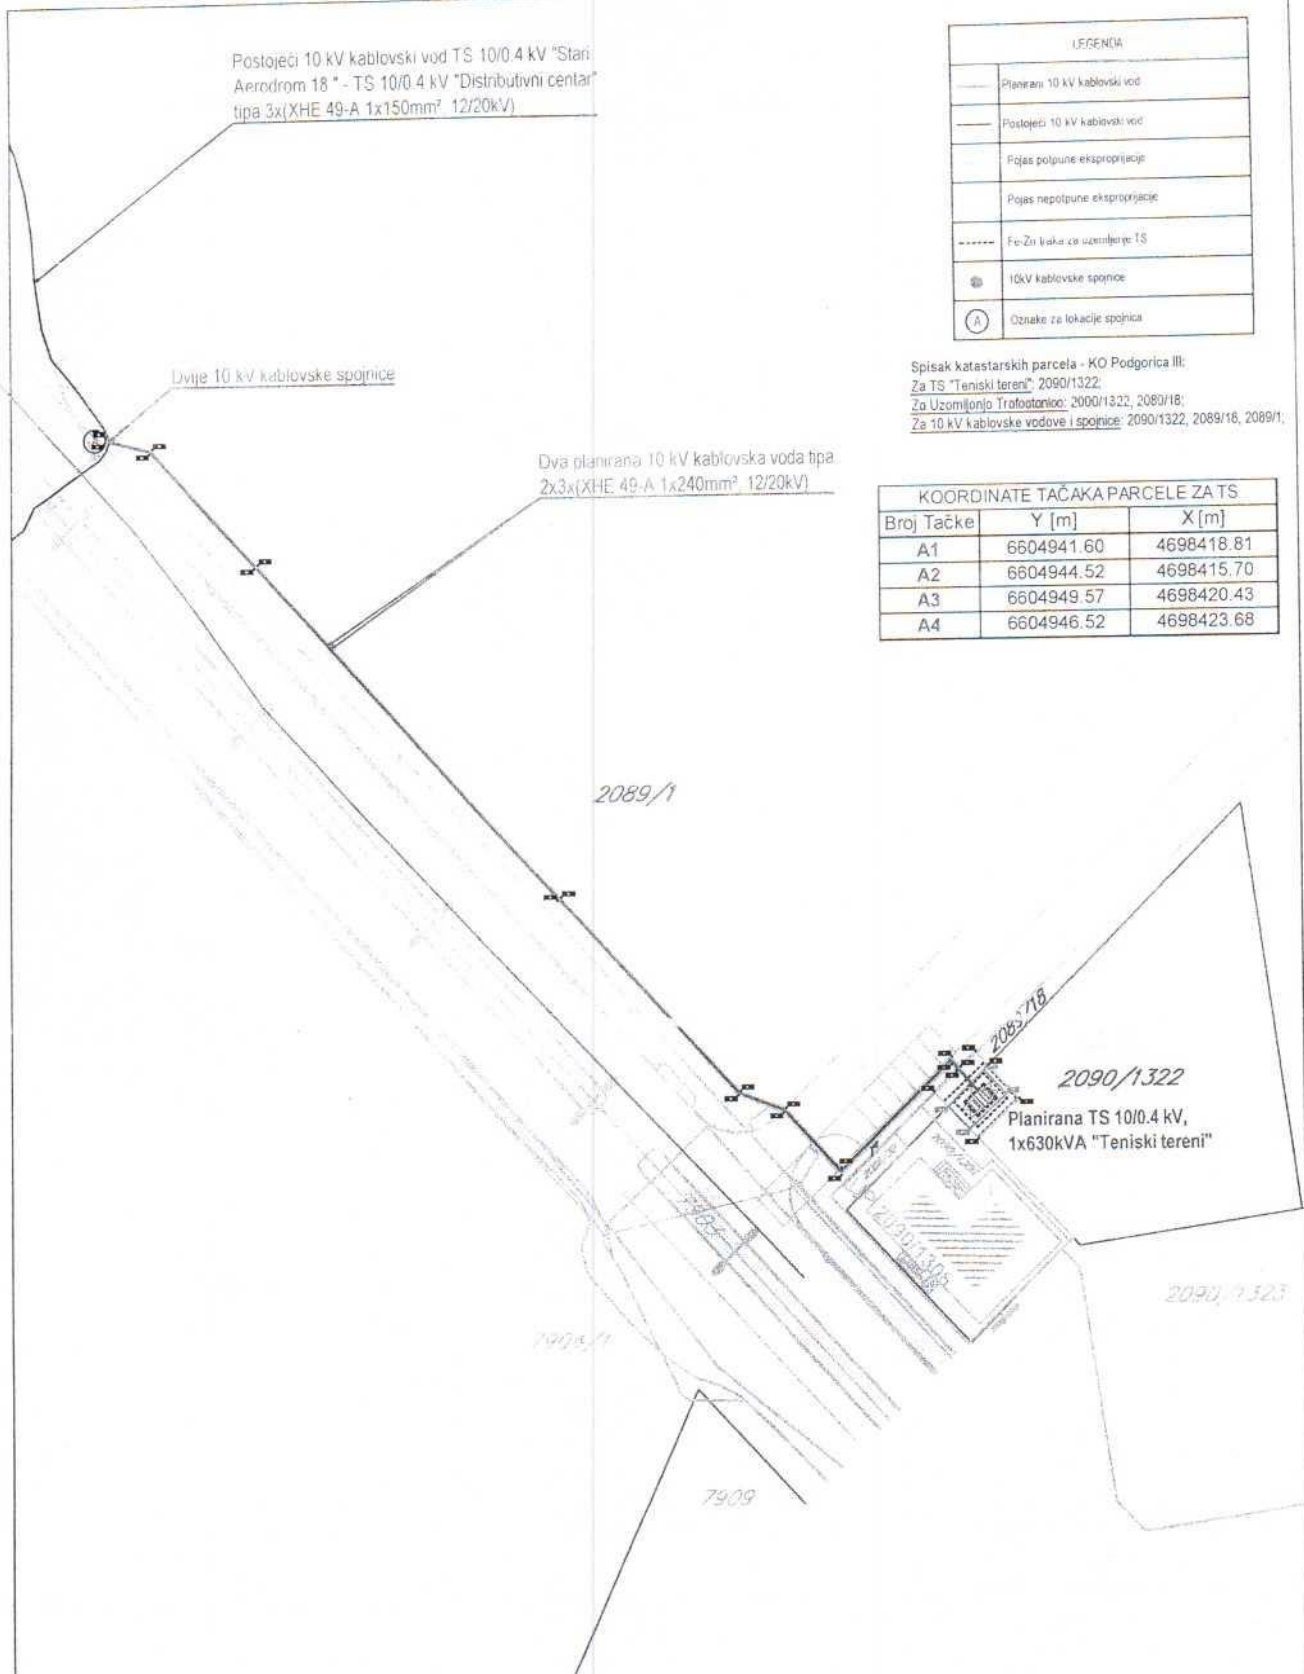 Postojeći 10 kV kablovski vod TS 10/0.4 kV "Stari
Aerodrom 18 " - TS 10/0.4 kV "Distributivni centar"
tipa 3x(XHE 49-A 1x150mm² 12/20kV)
LEGENDA
Planirani 10 kV kablovski vod
Postojeći 10 kV kablovski vod
Pojas potpune eksproprijacije
Pojas nepotpune eksproprijacije
Fe-Zn traka za uzemljenje TS
10kV kablovske spojnice
A Oznake za lokacije spojnica
Dvije 10 kV kablovske spojnice
Spisak katastarskih parcela - KO Podgorica III:
Za TS "Teniski tereni": 2090/1322;
2080/18;
Za 10 kV kablovske vodove i spojnice: 2090/1322, 2089/18, 2089/1;
Dva planirana 10 kV kablovska voda tipa
2x3x(XHE 49-A 1x240mm², 12/20kV)
KOORDINATE TAČAKA PARCELE ZA TS
Broj Tačke Y [m] X [m]
A1 6604941.60 4698418.81
A2 6604944.52 4698415.70
A3 6604949.57 4698420.43
A4 6604946.52 4698423.68
2089/1
2090/1322
Planirana TS 10/0.4 kV,
1x630kVA "Teniski tereni"
2090/1323
7909